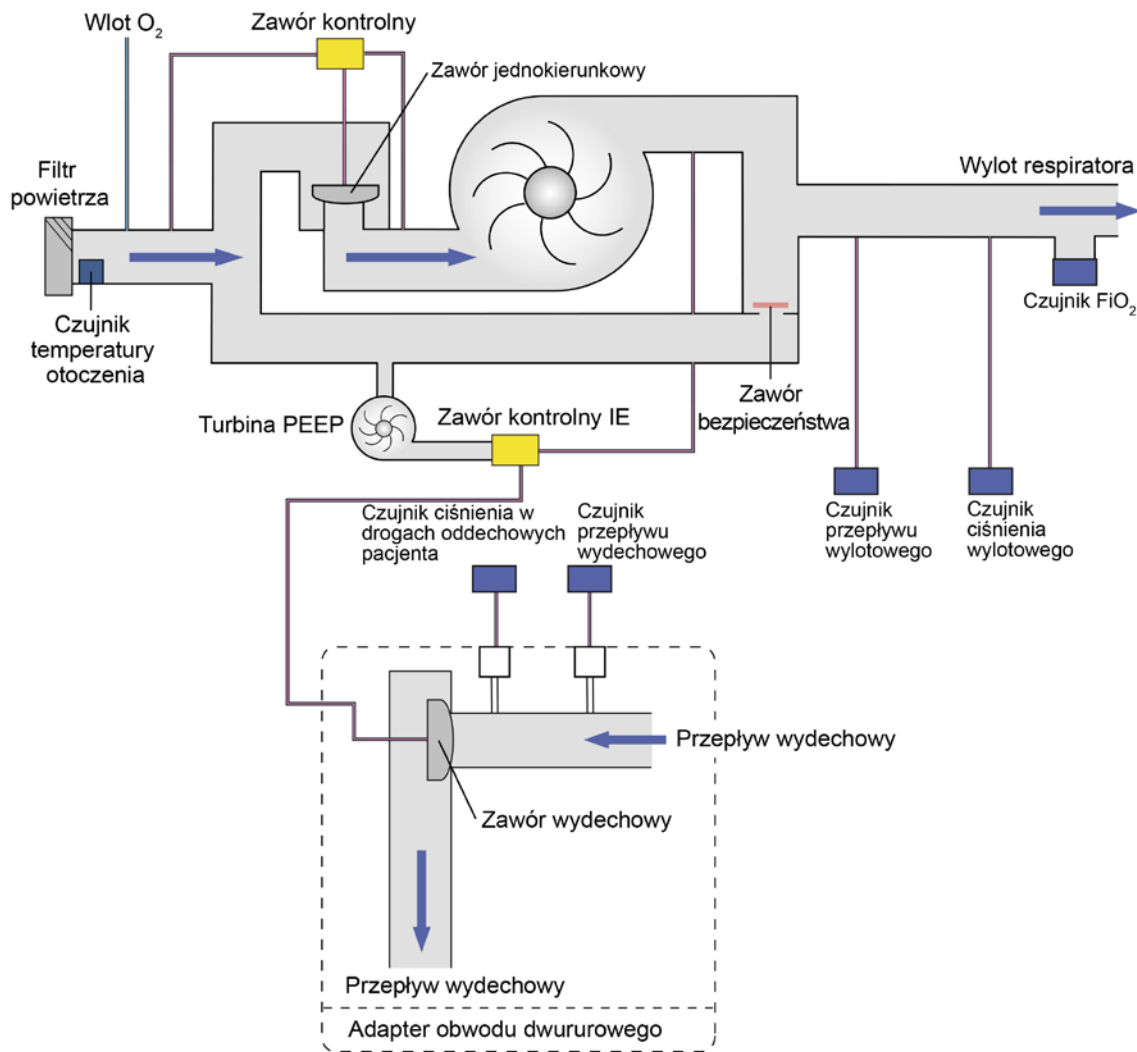 Wlot O₂
Zawór kontrolny
Zawór jednokierunkowy
Filtr
powietrza
Wylot respiratora
Czujnik
temperatury
otoczenia
Czujnik FiO₂
Turbina PEEP
Zawór kontrolny IE
Zawór
bezpieczeństwa
Czujnik ciśnienia w
drogach oddechowych
pacjenta
Czujnik
przepływu
wydechowego
Czujnik
przepływu
wylotowego
Czujnik
ciśnienia
wylotowego
Przepływ wydechowy
Zawór wydechowy
Przepływ wydechowy
Adapter obwodu dwururowego